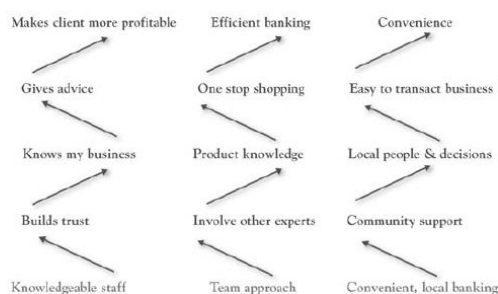 Makes client more profitable
Efficient banking
Convenience
Gives advice
One stop shopping
Easy to transact business
Knows my business
Product knowledge
Local people & decisions
Builds trust
Involve other experts
Community support
Knowledgeable staff
Team approach
Convenient, local banking